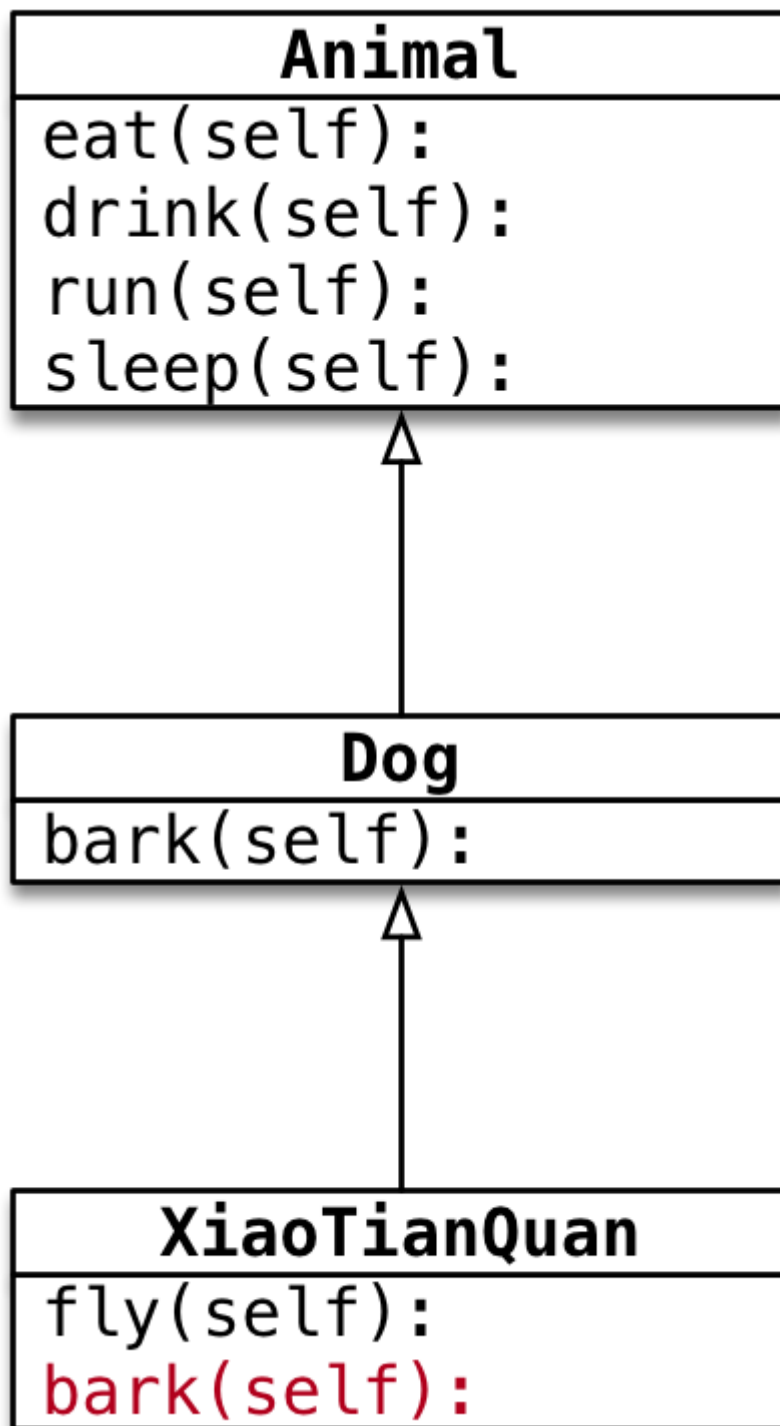 Animal
eat(self):
drink(self):
run(self):
sleep(self):
Dog
bark(self):
XiaoTianQuan
fly(self):
bark(self):